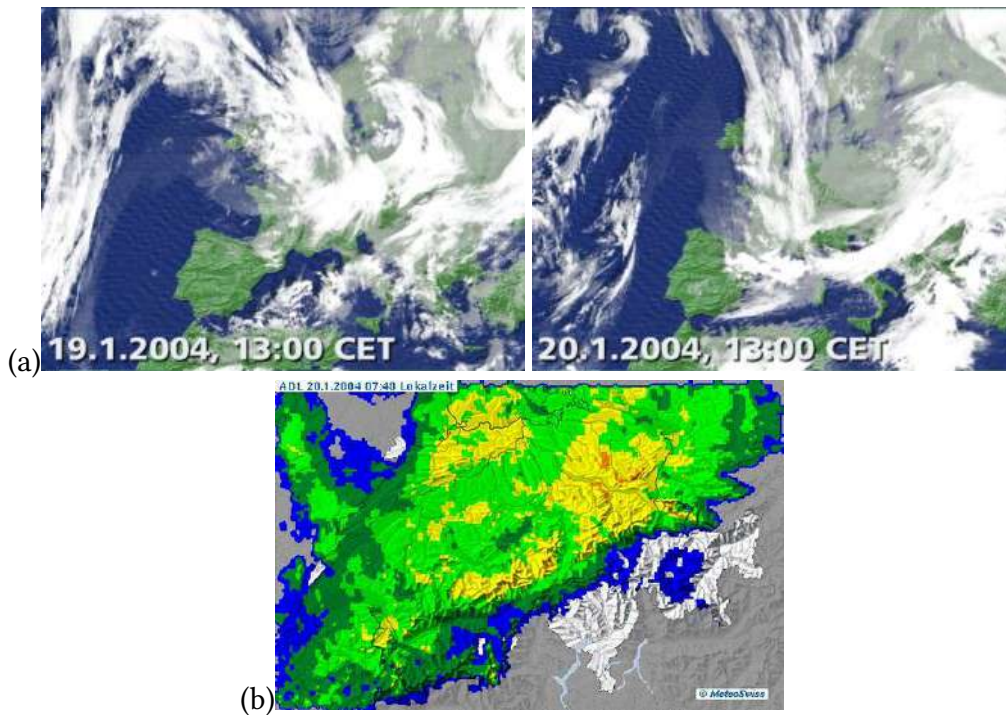 (a) 19.1.2004, 13:00 CET
20.1.2004, 13:00 CET
ADL 20.1.2004 07:40 Lokalzeit
(b) © MeteoSwiss